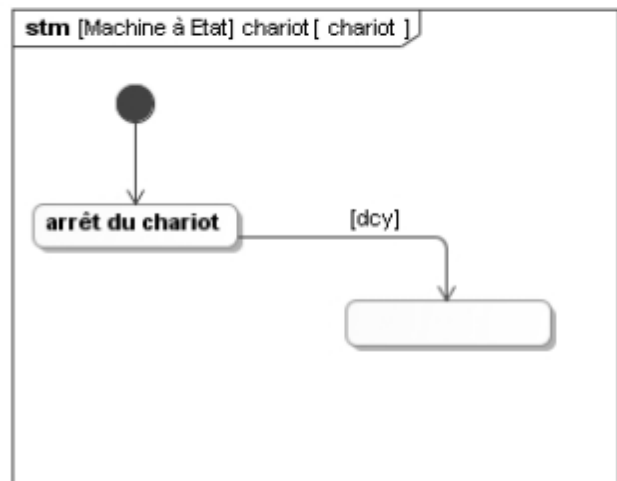 stm [Machine à Etat] chariot [ chariot ]
arrêt du chariot
[dcy]